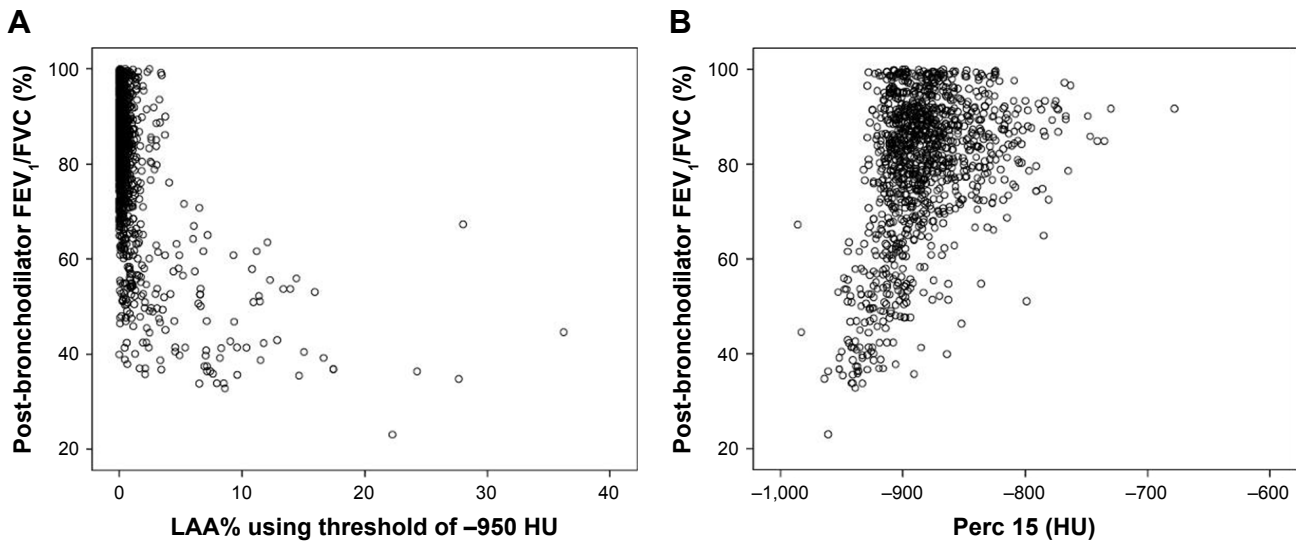 A
Post-bronchodilator FEV₁/FVC (%)
100
80
60
40
20
0 10 20 30 40
LAA% using threshold of –950 HU
B
Post-bronchodilator FEV₁/FVC (%)
100
80
60
40
20
–1,000 –900 –800 –700 –600
Perc 15 (HU)